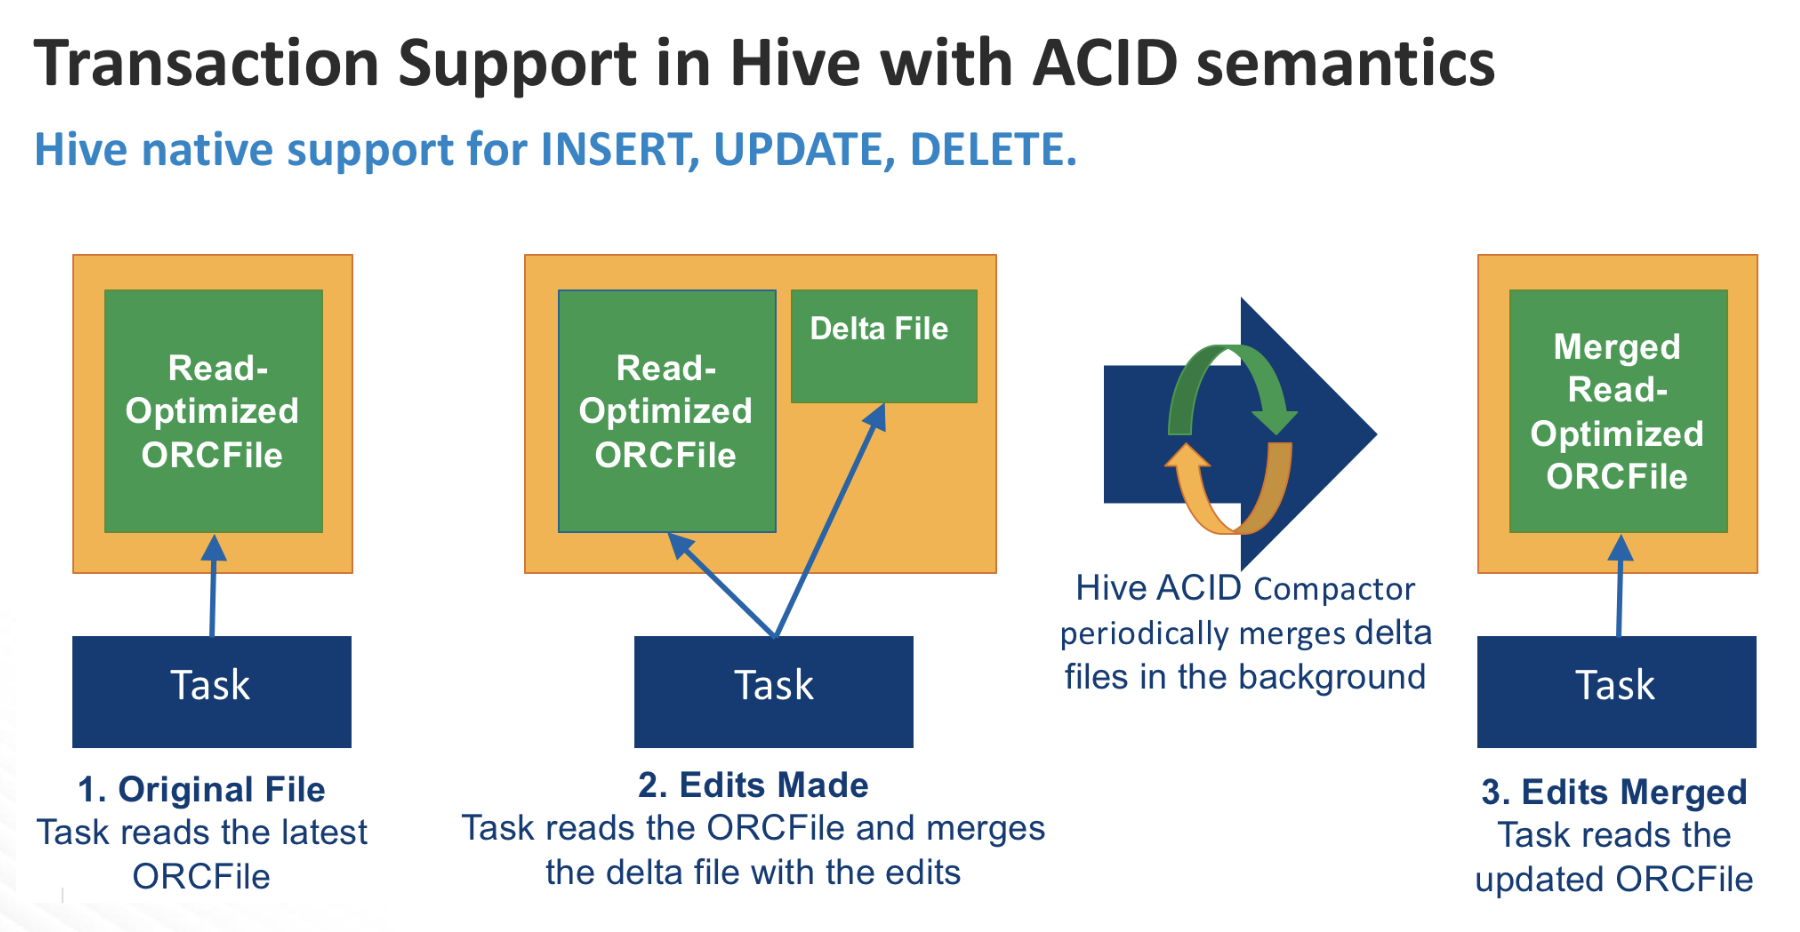 Transaction Support in Hive with ACID semantics
Hive native support for INSERT, UPDATE, DELETE.
Read-
Optimized
ORCFile
Task
1. Original File
Task reads the latest
ORCFile
Read-
Optimized
ORCFile
Delta File
Task
2. Edits Made
Task reads the ORCFile and merges
the delta file with the edits
Hive ACID Compactor
periodically merges delta
files in the background
Merged
Read-
Optimized
ORCFile
Task
3. Edits Merged
Task reads the
updated ORCFile